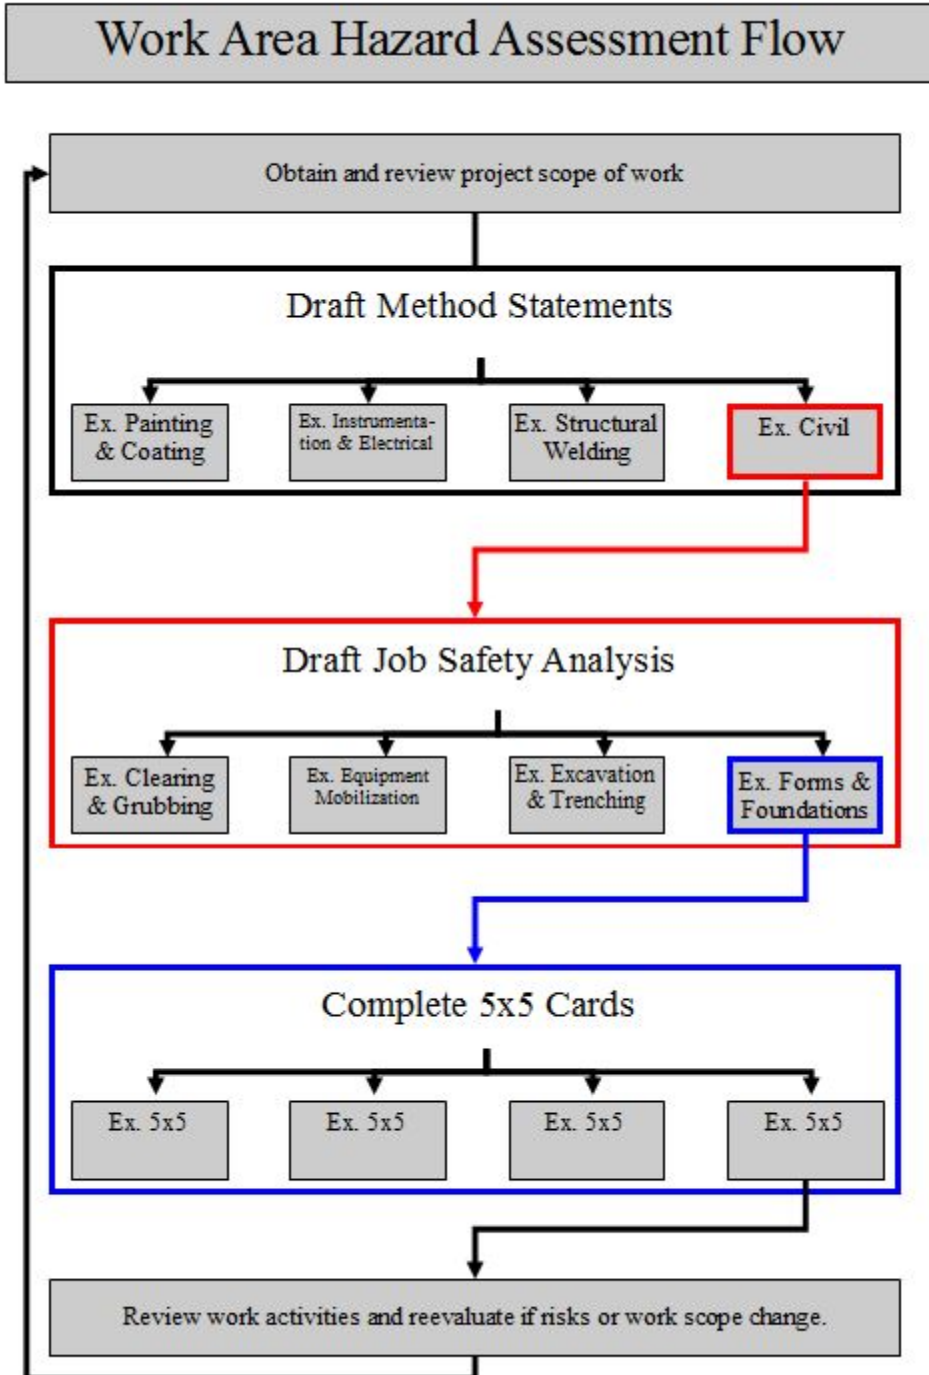 Work Area Hazard Assessment Flow
Obtain and review project scope of work
Draft Method Statements
Ex. Painting
& Coating
Ex. Instrumenta-
tion & Electrical
Ex. Structural
Welding
Ex. Civil
Draft Job Safety Analysis
Ex. Clearing
& Grubbing
Ex. Equipment
Mobilization
Ex. Excavation
& Trenching
Ex. Forms &
Foundations
Complete 5x5 Cards
Ex. 5x5
Ex. 5x5
Ex. 5x5
Ex. 5x5
Review work activities and reevaluate if risks or work scope change.